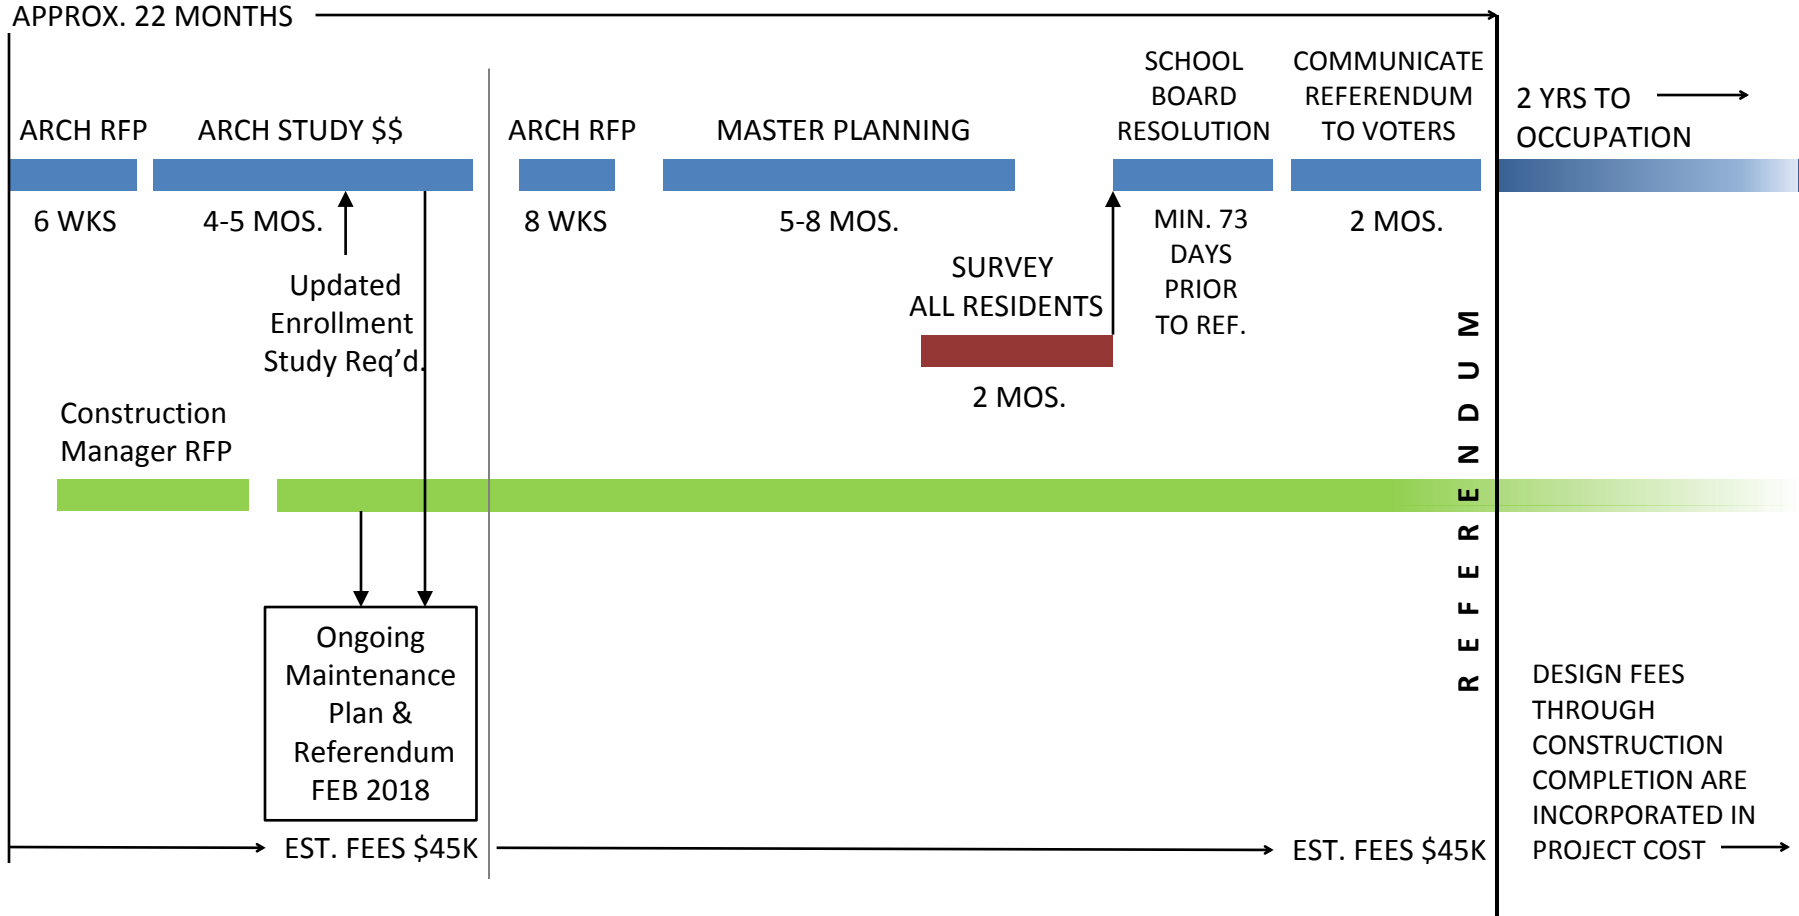 APPROX. 22 MONTHS
ARCH RFP
6 WKS
ARCH STUDY $$
4-5 MOS.
Updated
Enrollment
Study Req'd.
ARCH RFP
8 WKS
MASTER PLANNING
5-8 MOS.
SURVEY
ALL RESIDENTS
2 MOS.
SCHOOL
BOARD
RESOLUTION
MIN. 73
DAYS
PRIOR
TO REF.
COMMUNICATE
REFERENDUM
TO VOTERS
2 MOS.
2 YRS TO
OCCUPATION
Construction
Manager RFP
REFERENDUM
Ongoing
Maintenance
Plan &
Referendum
FEB 2018
EST. FEES $45K
EST. FEES $45K
DESIGN FEES
THROUGH
CONSTRUCTION
COMPLETION ARE
INCORPORATED IN
PROJECT COST